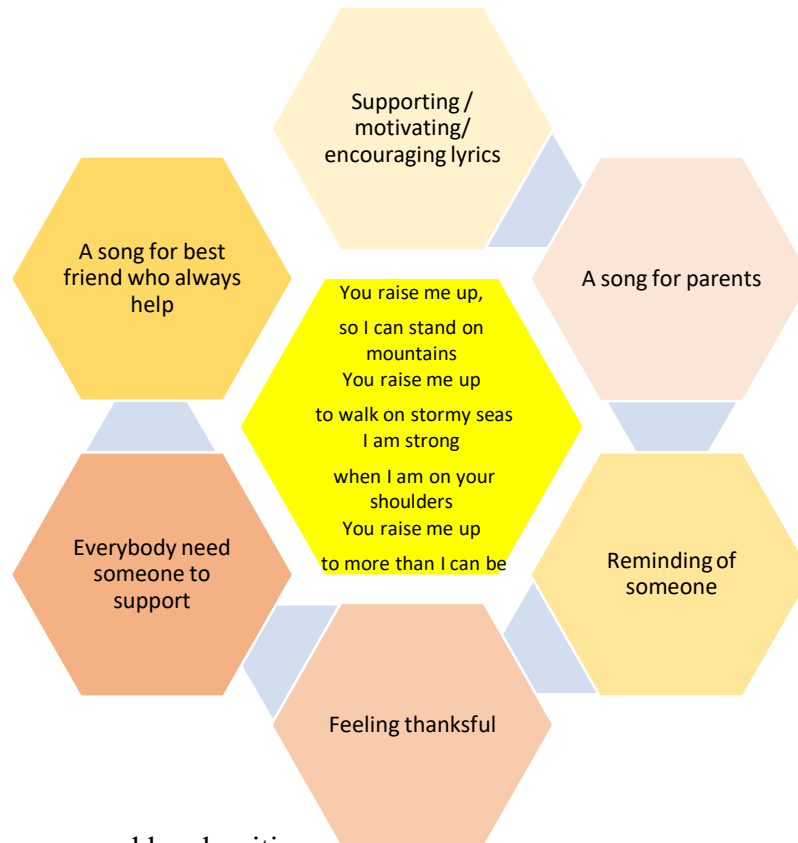 Supporting /
motivating/
encouraging lyrics
A song for best
friend who always
help
A song for parents
You raise me up,
so I can stand on
mountains
You raise me up
to walk on stormy seas
I am strong
when I am on your
shoulders
You raise me up
to more than I can be
Everybody need
someone to
support
Reminding of
someone
Feeling thanksful